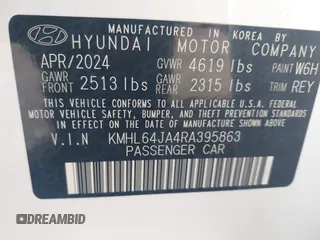 MANUFACTURED IN KOREA BY
HYUNDAI MOTOR COMPANY
APR/2024 GVWR 4619 lbs PAINT W6H
GAWR FRONT 2513 lbs GAWR REAR 2315 lbs TRIM REY
THIS VEHICLE CONFORMS TO ALL APPLICABLE U.S. FEDERAL
MOTOR VEHICLE SAFETY, BUMPER, AND THEFT PREVENTION
STANDARDS IN EFFECT ON THE DATE OF MANUFACTURE SHOWN ABOVE.
V.I.N KMHL64JA4RA395863
PASSENGER CAR
DREAMBID